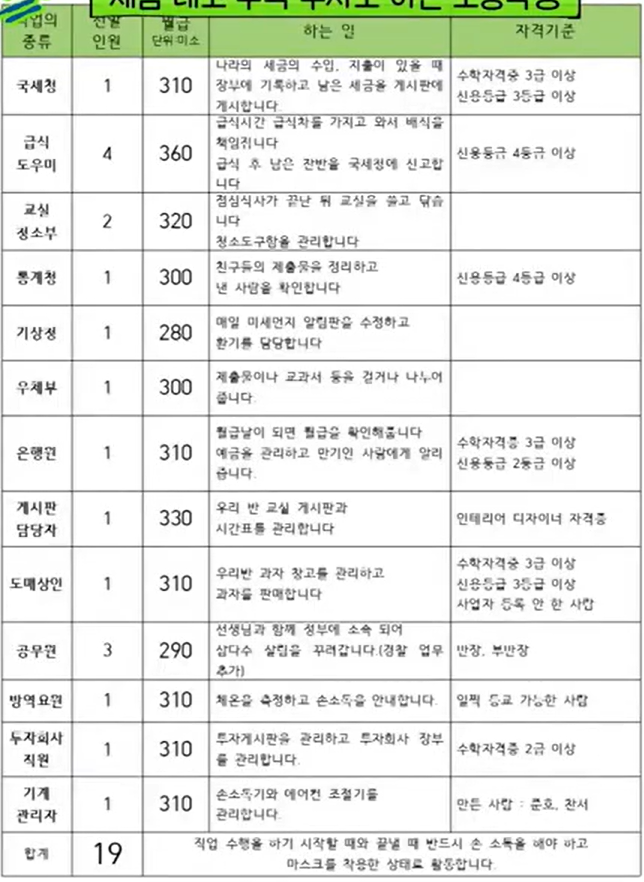 세금 내고 주식 투자도 하는 초등학생
직업의 종류 | 선발 인원 | 월급 단위:미소 | 하는 일 | 자격기준
국세청 | 1 | 310 | 나라의 세금의 수입, 지출이 있을 때
장부에 기록하고 남은 세금을 게시판에
게시합니다. | 수학자격증 3급 이상
신용등급 3등급 이상
급식
도우미 | 4 | 360 | 급식시간 급식차를 가지고 와서 배식을
책임집니다
급식 후 남은 잔반을 국세청에 신고합
니다 | 신용등급 4등급 이상
교실
청소부 | 2 | 320 | 점심식사가 끝난 뒤 교실을 쓸고 닦습
니다
청소도구함을 관리합니다
통계청 | 1 | 300 | 친구들의 제출물을 정리하고
낸 사람을 확인합니다 | 신용등급 4등급 이상
기상청 | 1 | 280 | 매일 미세먼지 알림판을 수정하고
환기를 담당합니다
우체부 | 1 | 300 | 제출물이나 교과서 등을 걷거나 나누어
줍니다.
은행원 | 1 | 310 | 월급날이 되면 월급을 확인해줍니다
예금을 관리하고 만기인 사람에게 알리
줍니다. | 수학자격증 3급 이상
신용등급 2등급 이상
게시판
담당자 | 1 | 330 | 우리 반 교실 게시판과
시간표를 관리합니다 | 인테리어 디자이너 자격증
도매상인 | 1 | 310 | 우리반 과자 창고를 관리하고
과자를 판매합니다 | 수학자격증 3급 이상
신용등급 3등급 이상
사업자 등록 안 한 사람
공무원 | 3 | 290 | 선생님과 함께 정부에 소속 되어
삼다수 살림을 꾸려갑니다.(경찰 업무
추가) | 반장, 부반장
방역요원 | 1 | 310 | 체온을 측정하고 손소독을 안내합니다. | 일찍 등교 가능한 사람
투자회사
직원 | 1 | 310 | 투자게시판을 관리하고 투자회사 장부
를 관리합니다. | 수학자격증 2급 이상
기계
관리자 | 1 | 310 | 손소독기와 에어컨 조절기를
관리합니다. | 만든 사람 : 준호, 찬서
합계 | 19 | 직업 수행을 하기 시작할 때와 끝낼 때 반드시 손 소독을 해야 하고
마스크를 착용한 상태로 활동합니다.